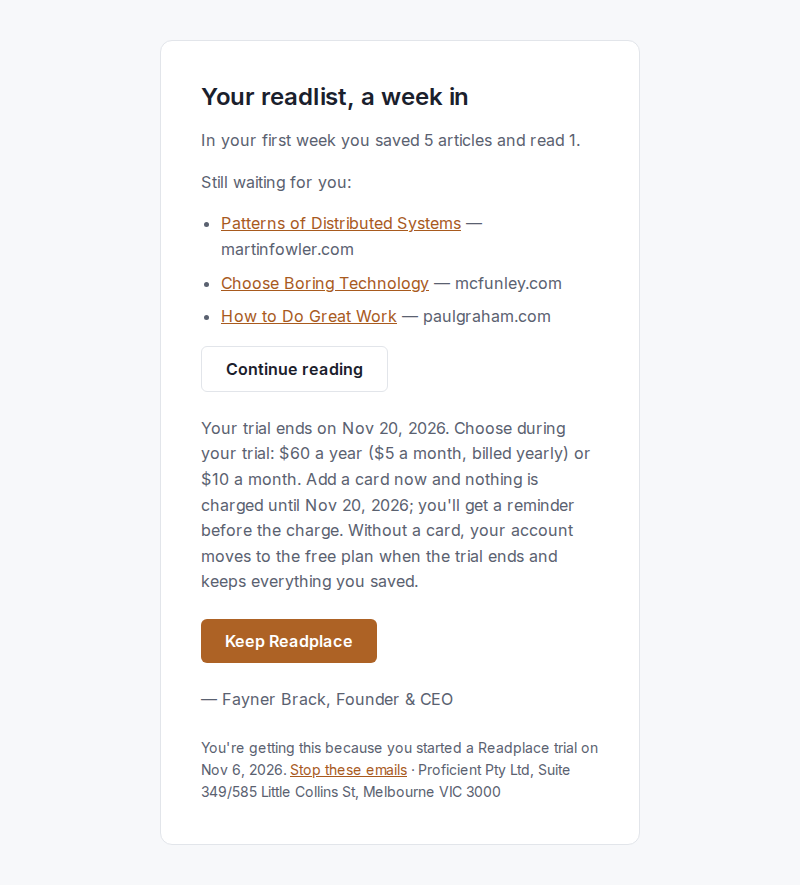 Your readlist, a week in
In your first week you saved 5 articles and read 1.
Still waiting for you:
• Patterns of Distributed Systems —
martinfowler.com
• Choose Boring Technology — mcfunley.com
• How to Do Great Work — paulgraham.com
Continue reading
Your trial ends on Nov 20, 2026. Choose during
your trial: $60 a year ($5 a month, billed yearly) or
$10 a month. Add a card now and nothing is
charged until Nov 20, 2026; you'll get a reminder
before the charge. Without a card, your account
moves to the free plan when the trial ends and
keeps everything you saved.
Keep Readplace
— Fayner Brack, Founder & CEO
You're getting this because you started a Readplace trial on
Nov 6, 2026. Stop these emails · Proficient Pty Ltd, Suite
349/585 Little Collins St, Melbourne VIC 3000